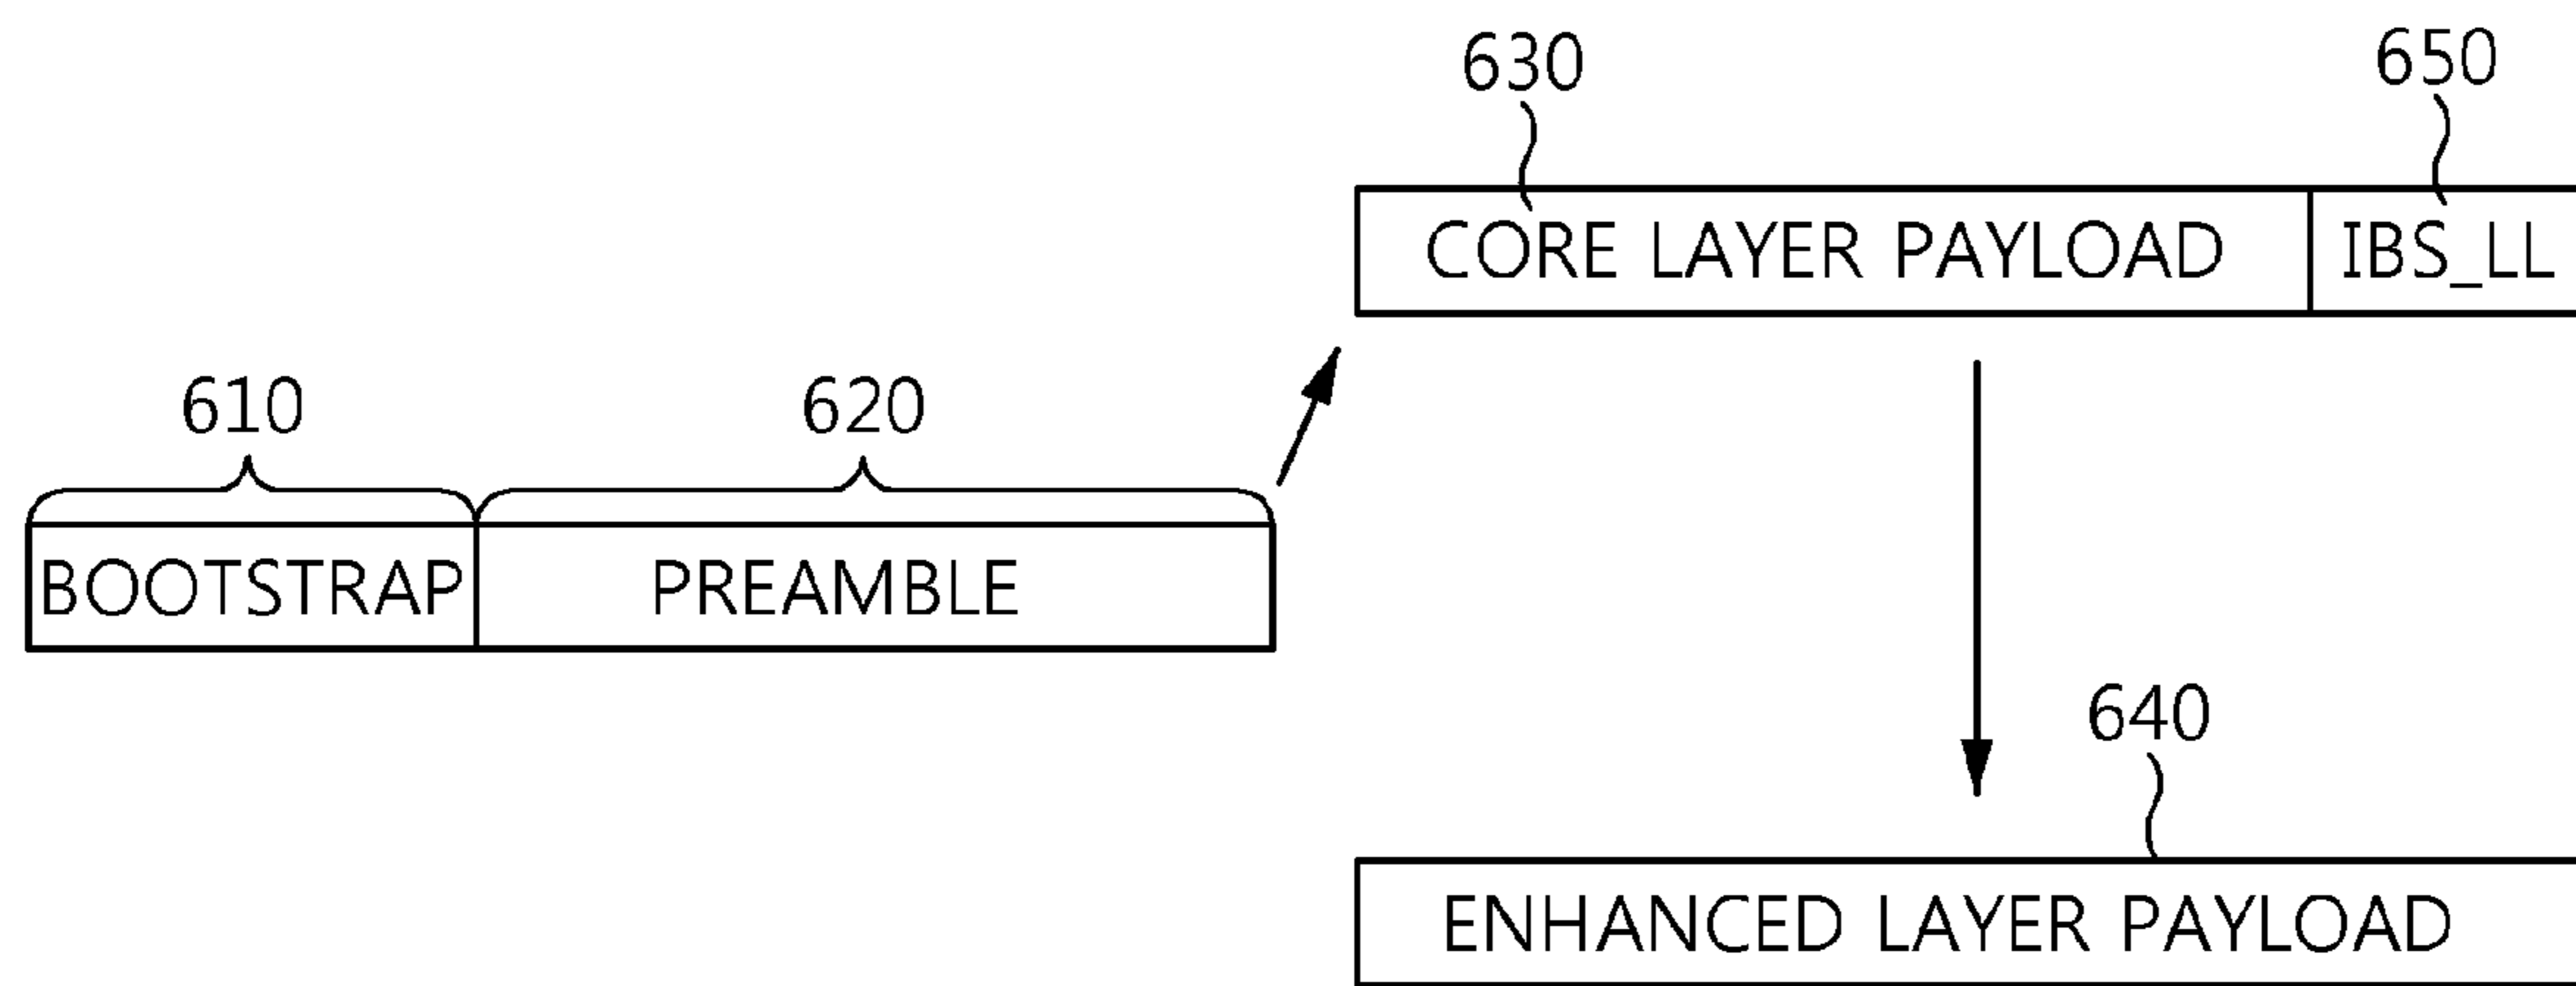 630
650
CORE LAYER PAYLOAD
IBS_LL
610
620
BOOTSTRAP
PREAMBLE
640
ENHANCED LAYER PAYLOAD